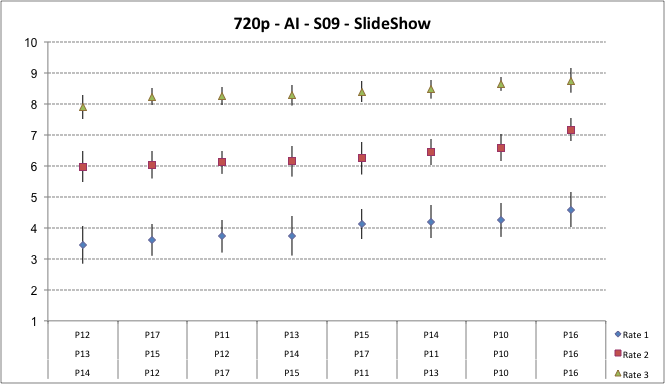 720p - AI - S09 - SlideShow
10
9
8
7
6
5
4
3
2
1
P12 P17 P11 P13 P15 P14 P10 P16
P13 P15 P12 P14 P17 P13 P10 P16
P14 P12 P17 P15 P11 P13 P10 P16
Rate 1
Rate 2
Rate 3